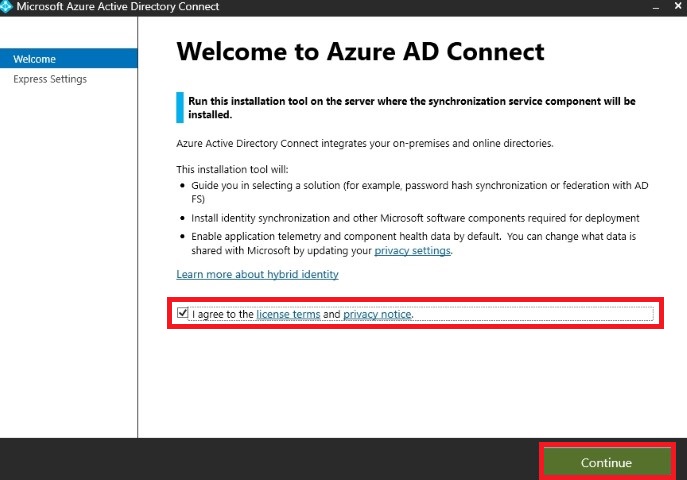 Microsoft Azure Active Directory Connect
Welcome
Express Settings
Welcome to Azure AD Connect
Run this installation tool on the server where the synchronization service component will be
installed.
Azure Active Directory Connect integrates your on-premises and online directories.
This installation tool will:
• Guide you in selecting a solution (for example, password hash synchronization or federation with AD
FS)
• Install identity synchronization and other Microsoft software components required for deployment
• Enable application telemetry and component health data by default. You can change what data is
shared with Microsoft by updating your privacy settings.
Learn more about hybrid identity
I agree to the license terms and privacy notice.
Continue